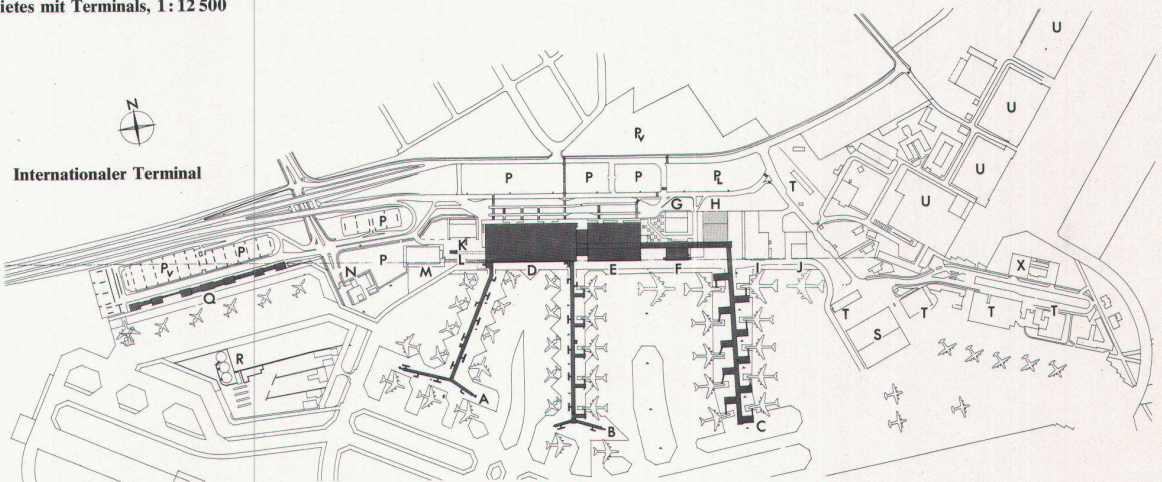 ietes mit Terminals, 1:12 500
U
N
U
Pv
Internationaler Terminal
P P P PL T U
G H U
P
K
Pv P P L M D E F I J X
N
Q
T T T T
S
R
A
B
C